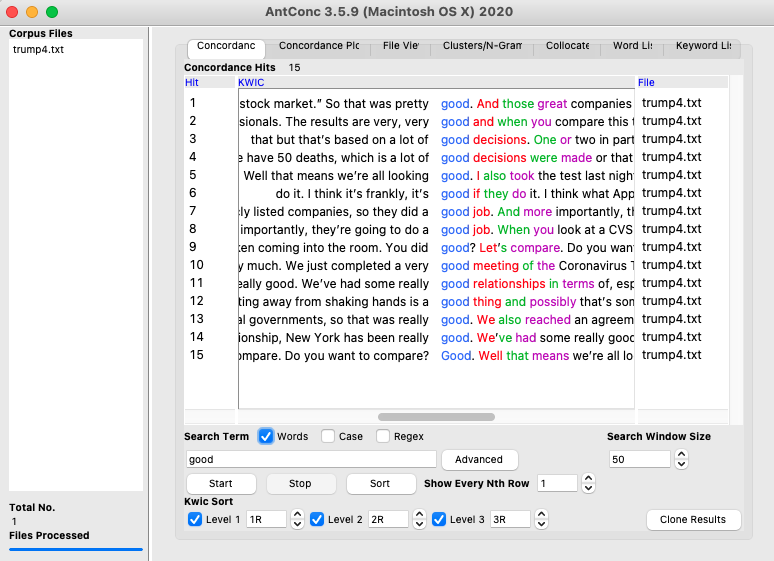 AntConc 3.5.9 (Macintosh OS X) 2020
Corpus Files
trump4.txt
Concordanc Concordance Plc File Vie Clusters/N-Gram Collocate Word Li Keyword Li
Concordance Hits 15
Hit KWIC File
1 stock market.” So that was pretty good. And those great companies trump4.txt
2 sionals. The results are very, very good and when you compare this t trump4.txt
3 that but that’s based on a lot of good decisions. One or two in part trump4.txt
4 e have 50 deaths, which is a lot of good decisions were made or that trump4.txt
5 Well that means we’re all looking good. I also took the test last nigh trump4.txt
6 do it. I think it’s frankly, it’s good if they do it. I think what App trump4.txt
7 cly listed companies, so they did a good job. And more importantly, th trump4.txt
8 importantly, they’re going to do a good job. When you look at a CVS trump4.txt
9 en coming into the room. You did good? Let’s compare. Do you wan trump4.txt
10 y much. We just completed a very good meeting of the Coronavirus T trump4.txt
11 eally good. We’ve had some really good relationships in terms of, esp trump4.txt
12 ting away from shaking hands is a good thing and possibly that’s som trump4.txt
13 al governments, so that was really good. We also reached an agreem trump4.txt
14 ionship, New York has been really good. We’ve had some really good trump4.txt
15 ompare. Do you want to compare? Good. Well that means we’re all lo trump4.txt
Search Term Words Case Regex Search Window Size
good Advanced 50
Start Stop Sort Show Every Nth Row 1
Total No.
1
Files Processed
Kwic Sort
Level 1 1R Level 2 2R Level 3 3R Clone Results